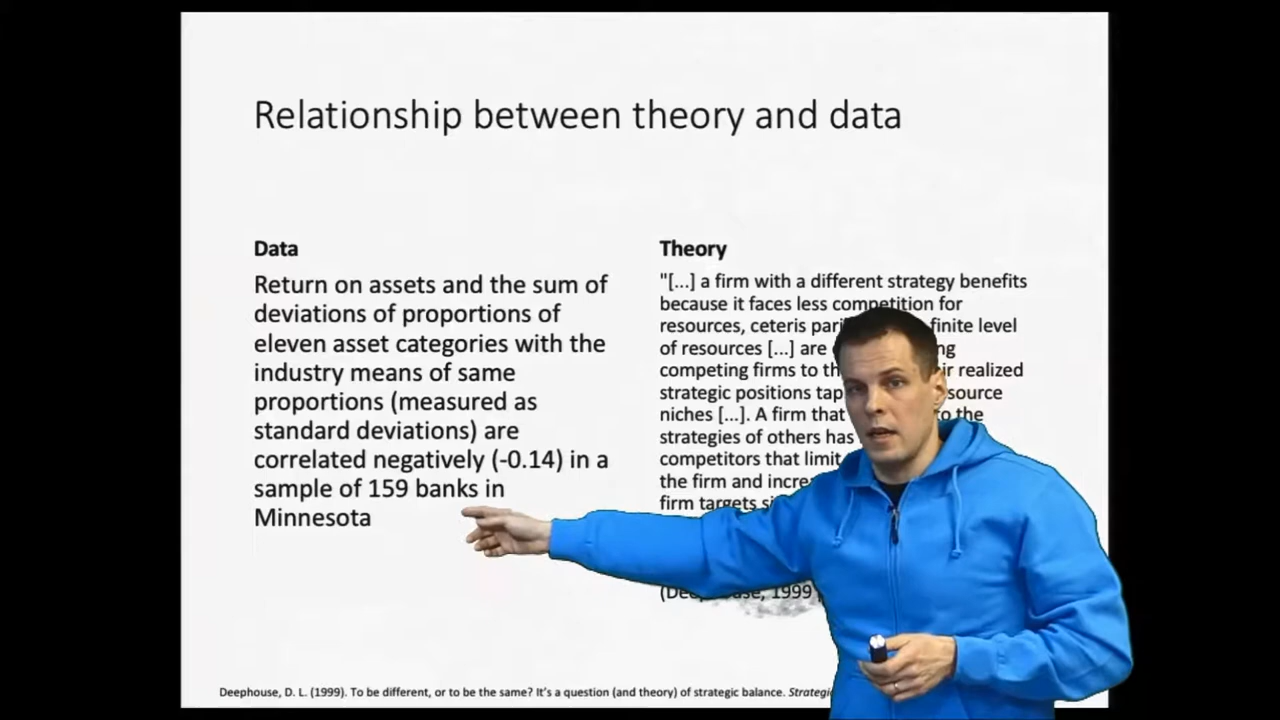 Relationship between theory and data
Data
Return on assets and the sum of
deviations of proportions of
eleven asset categories with the
industry means of same
proportions (measured as
standard deviations) are
correlated negatively (-0.14) in a
sample of 159 banks in
Minnesota
Theory
"[...] a firm with a different strategy benefits
because it faces less competition for
resources, ceteris finite level
of resources [...] are
competing firms to realized
strategic positions
niches [...]. A firm that to the
strategies of others has
competitors that limit
the firm and
firm targets
1999
Deephouse, D. L. (1999). To be different, or to be the same? It's a question (and theory) of strategic balance.